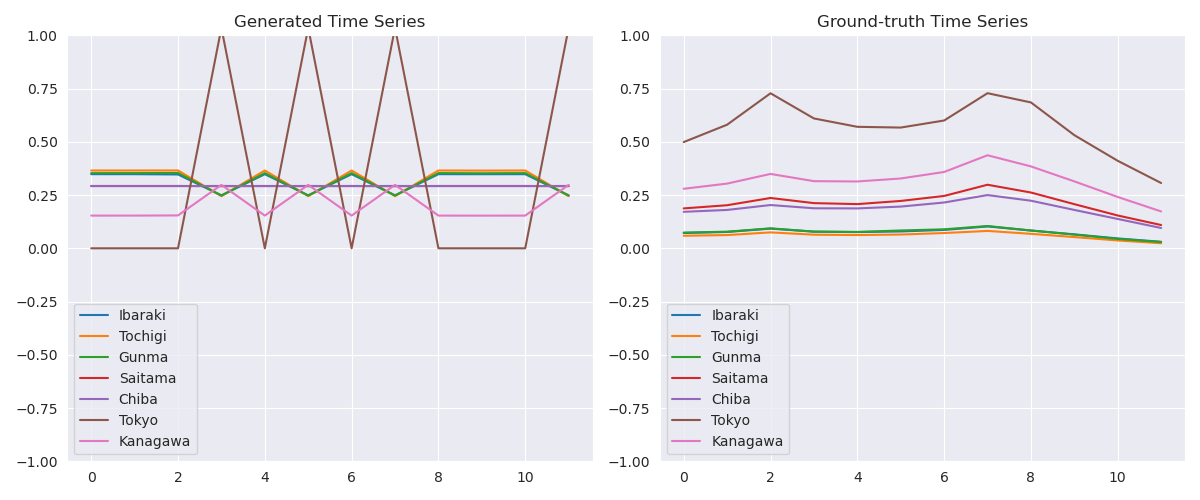 Generated Time Series
1.00
0.75
0.50
0.25
0.00
−0.25
−0.50
−0.75
−1.00
Ibaraki
Tochigi
Gunma
Saitama
Chiba
Tokyo
Kanagawa
0 2 4 6 8 10
Ground-truth Time Series
1.00
0.75
0.50
0.25
0.00
−0.25
−0.50
−0.75
−1.00
Ibaraki
Tochigi
Gunma
Saitama
Chiba
Tokyo
Kanagawa
0 2 4 6 8 10